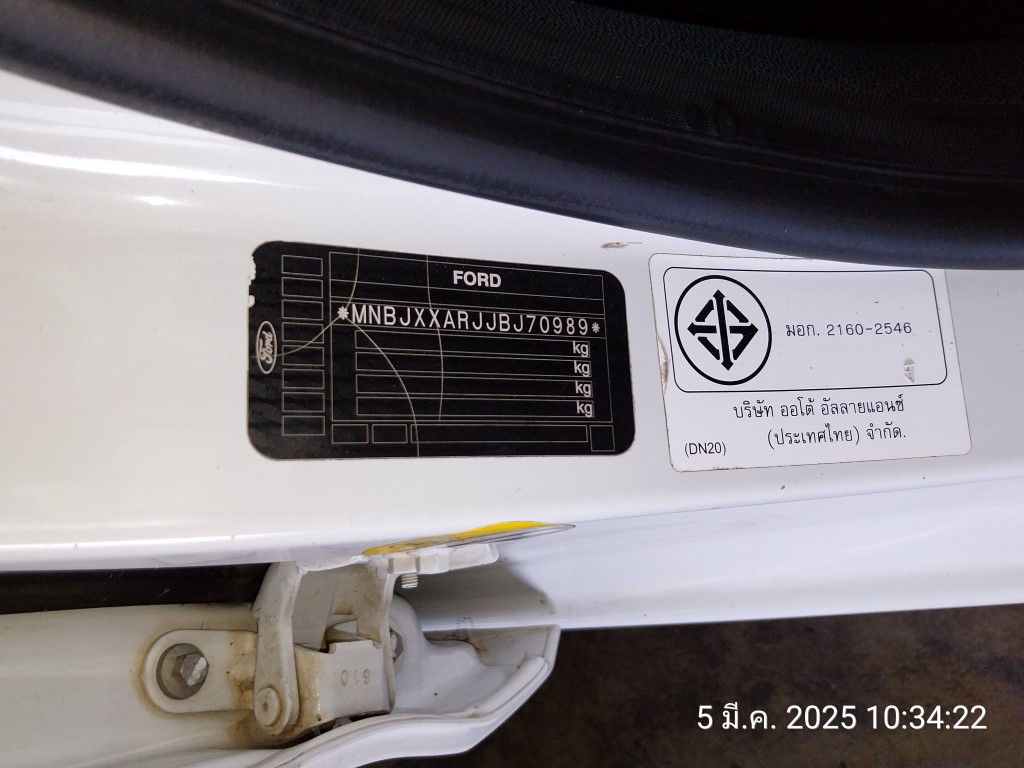 FORD
*MNBJXXARJJBJ70989*
Ford
kg
kg
kg
kg
มอก. 2160-2546
บริษัท ออโต้ อัลลายแอนซ์
(ประเทศไทย) จำกัด.
(DN20)
610
5 มี.ค. 2025 10:34:22